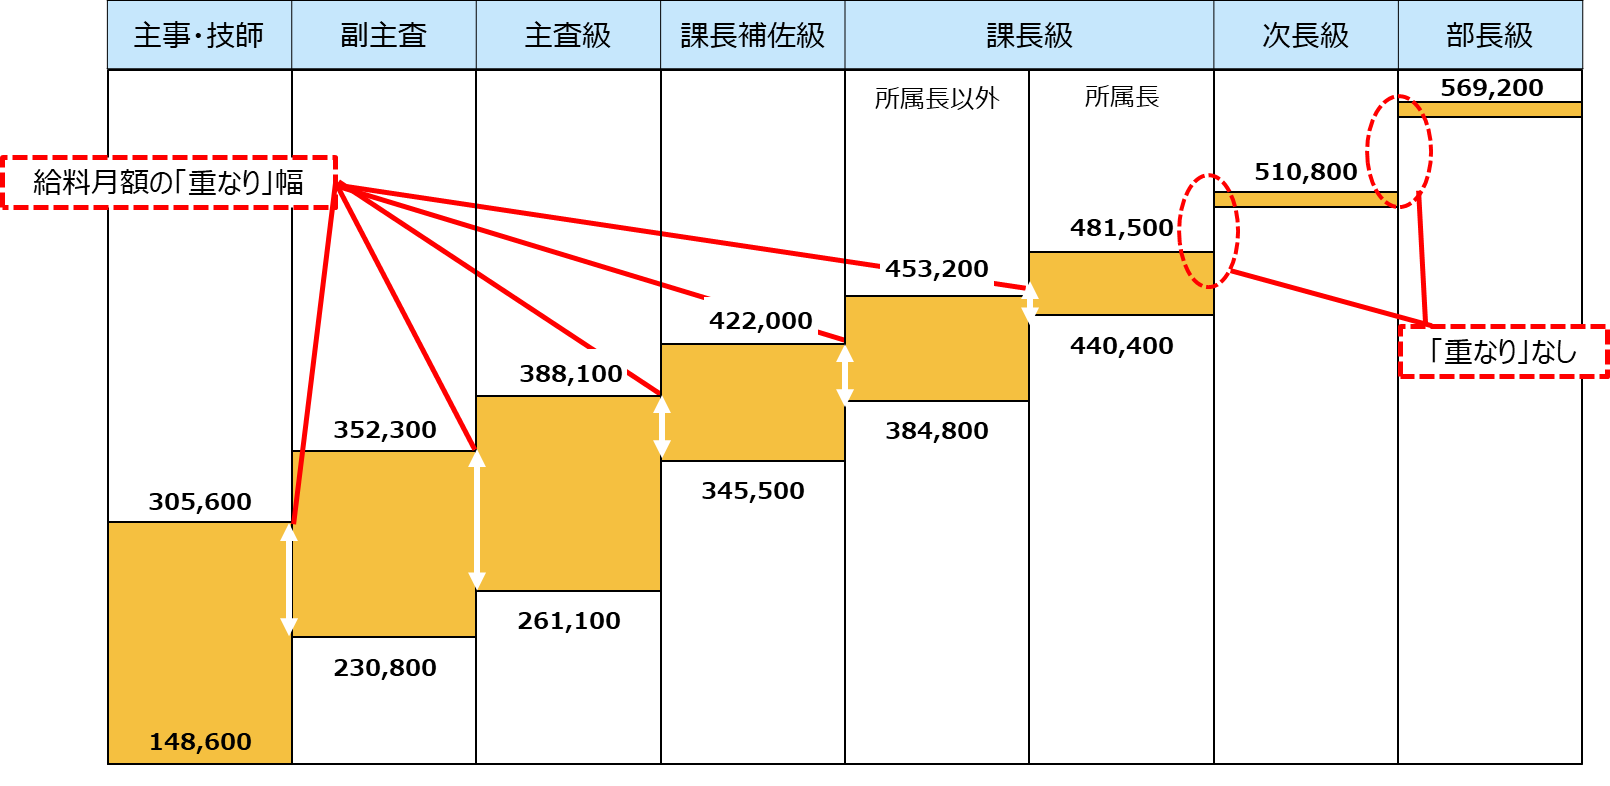 主事・技師
副主査
主査級
課長補佐級
課長級
次長級
部長級
所属長以外
所属長
569,200
510,800
給料月額の「重なり」幅
481,500
453,200
422,000
440,400
「重なり」なし
388,100
384,800
352,300
345,500
305,600
261,100
230,800
148,600